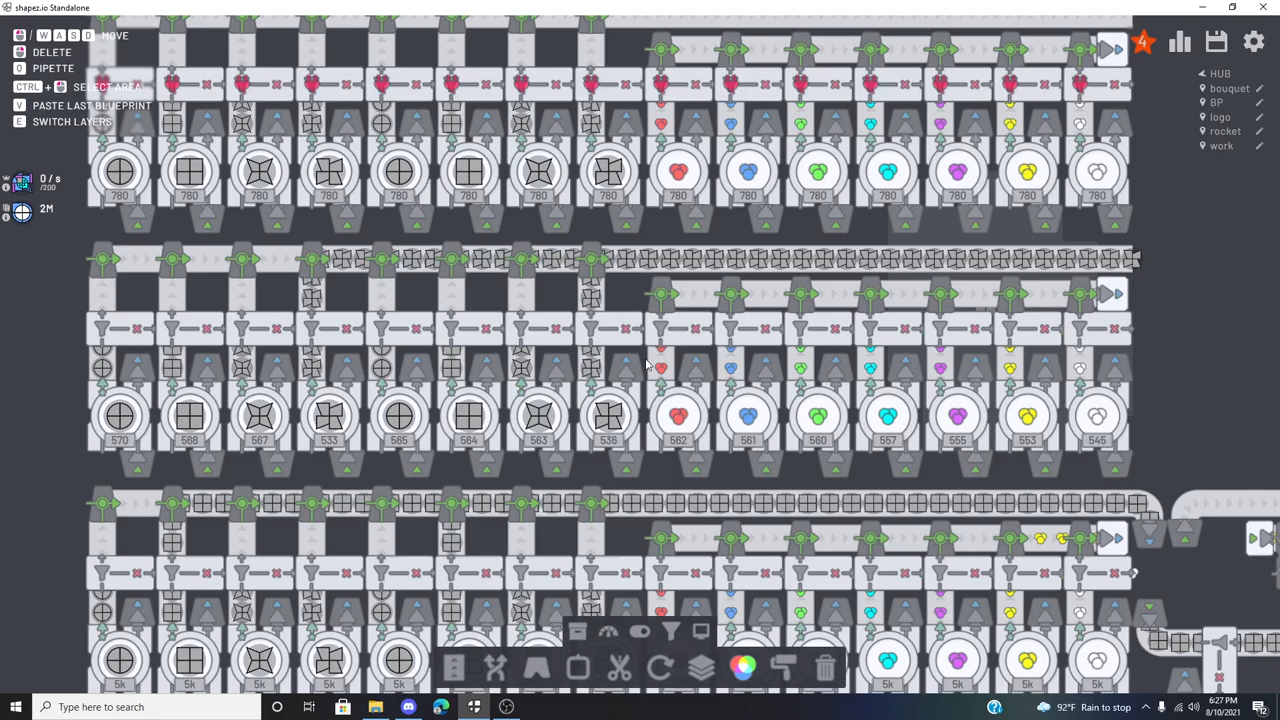 shapez.io Standalone
/ W A S D MOVE
DELETE
Q PIPETTE
CTRL + SELECT AREA
V PASTE LAST BLUEPRINT
E SWITCH LAYERS
0 / s
/200
2M
4
HUB
bouquet
BP
logo
rocket
work
780 780 780 780 780 780 780 780 780 780 780 780 780 780 780
570 568 567 533 565 564 563 536 562 561 560 557 555 553 545
5k 5k 5k 5k 5k 5k 5k 5k
Type here to search
92°F Rain to stop
6:27 PM
8/10/2021
12